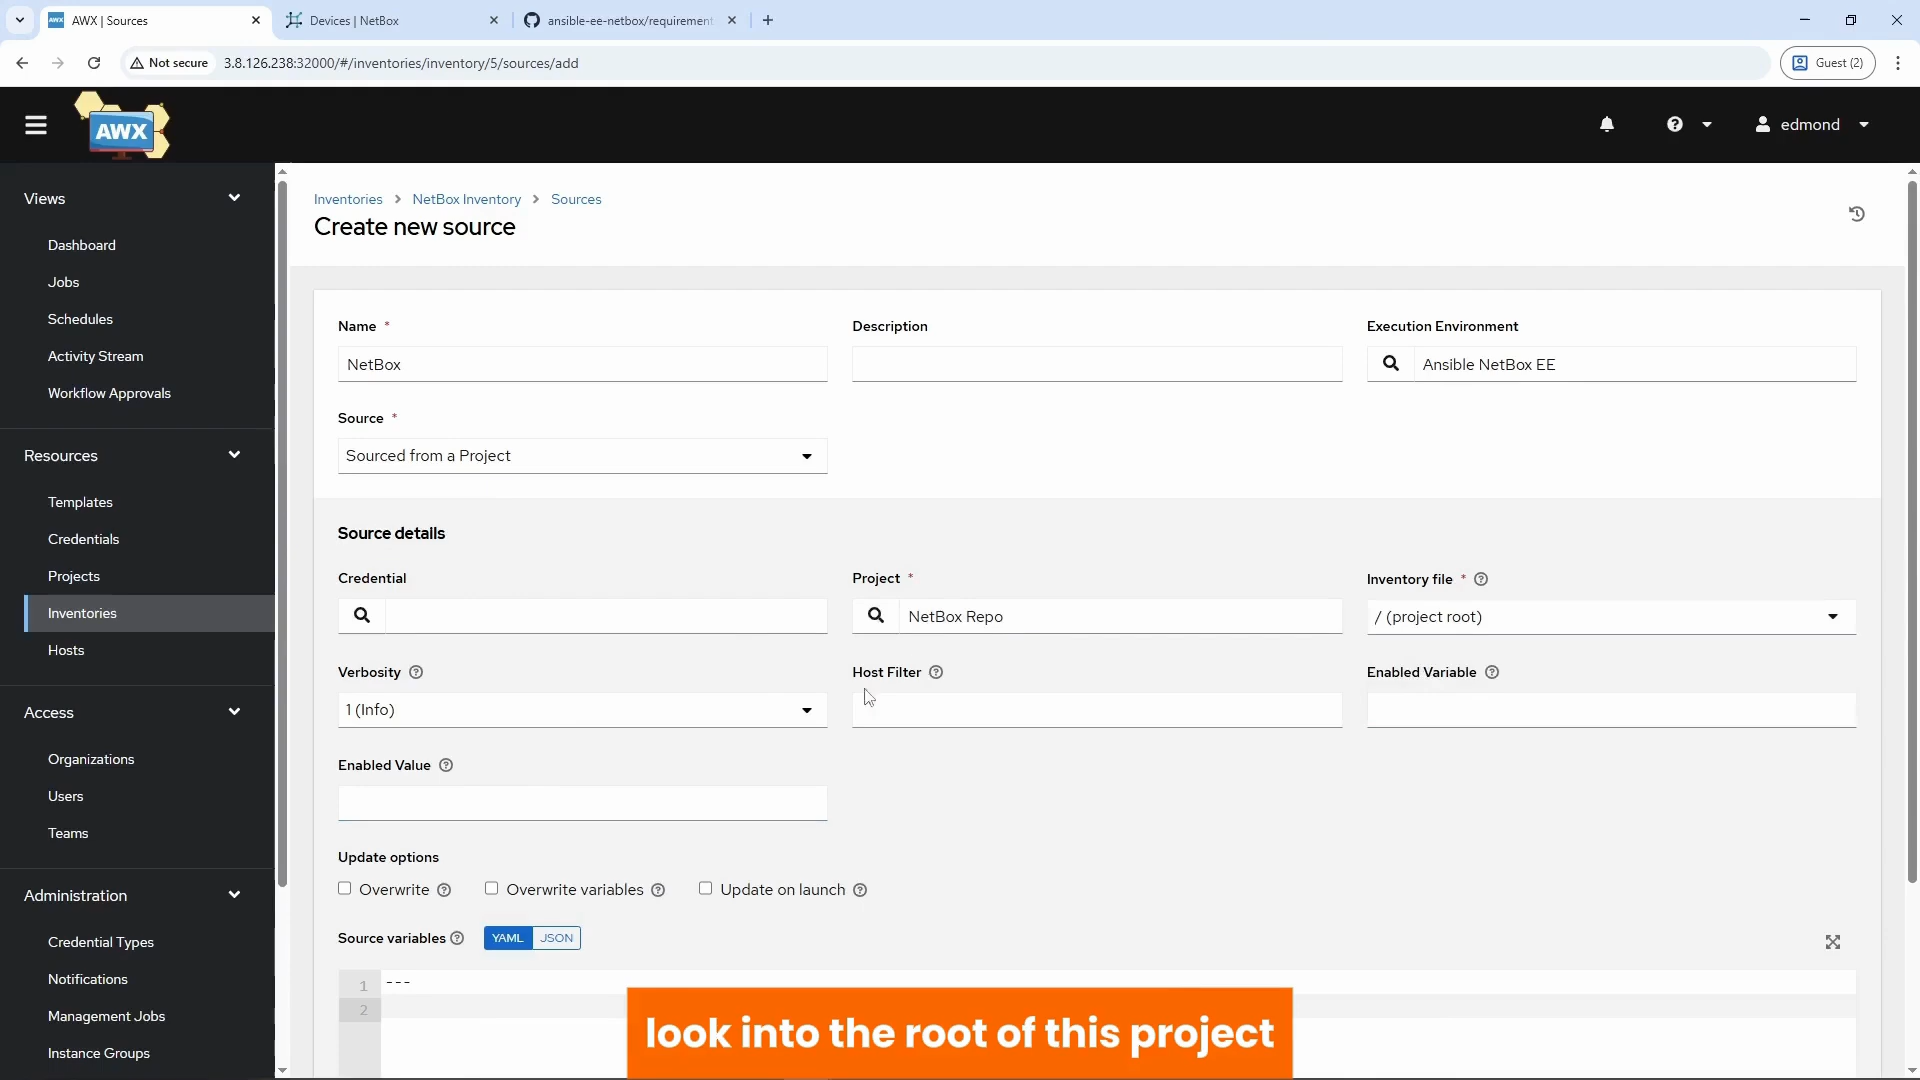 AWX | Sources
Devices | NetBox
ansible-ee-netbox/requirement
Not secure
3.8.126.238:32000/#/inventories/inventory/5/sources/add
Guest (2)
AWX
edmond
Views
Dashboard
Jobs
Schedules
Activity Stream
Workflow Approvals
Resources
Templates
Credentials
Projects
Inventories
Hosts
Access
Organizations
Users
Teams
Administration
Credential Types
Notifications
Management Jobs
Instance Groups
Inventories > NetBox Inventory > Sources
Create new source
Name *
NetBox
Description
Execution Environment
Ansible NetBox EE
Source *
Sourced from a Project
Source details
Credential
Project *
NetBox Repo
Inventory file *
/ (project root)
Verbosity
1 (Info)
Host Filter
Enabled Variable
Enabled Value
Update options
Overwrite
Overwrite variables
Update on launch
Source variables
YAML
JSON
1 ---
2
look into the root of this project